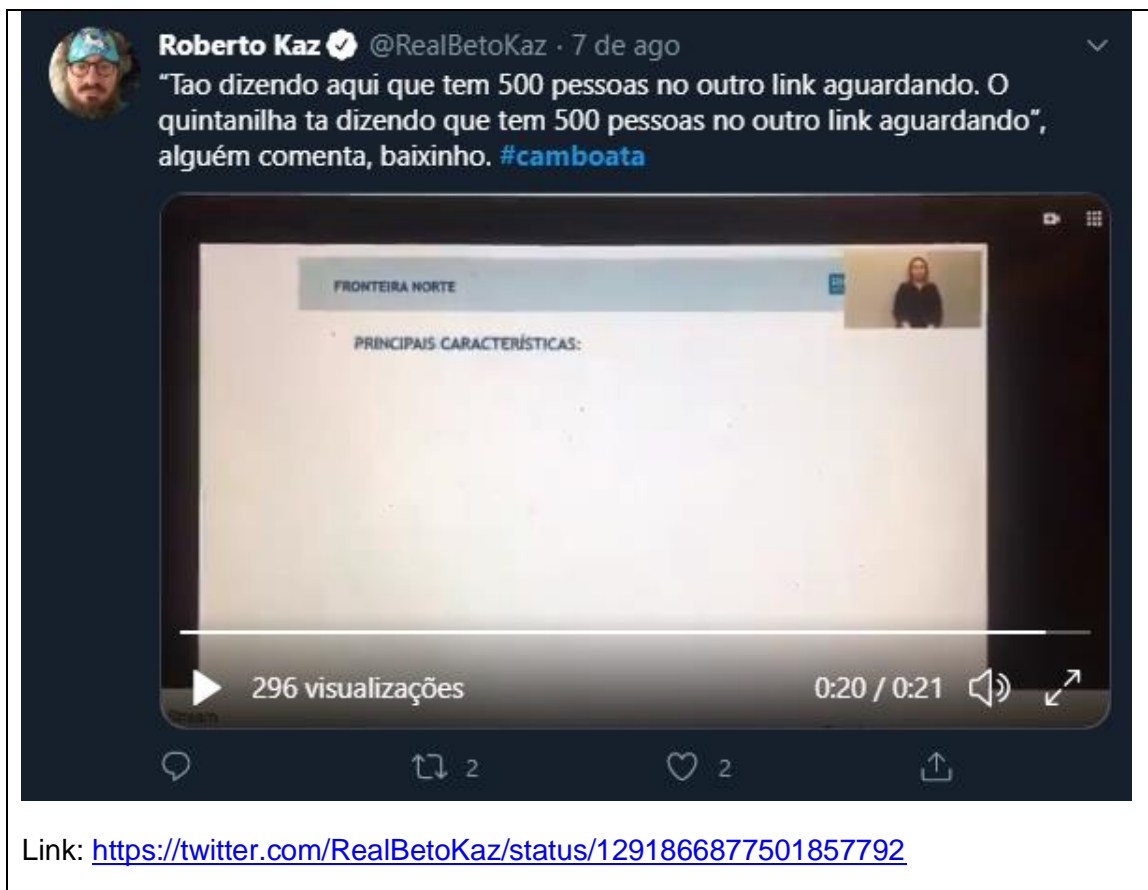 Roberto Kaz @RealBetoKaz · 7 de ago
“Tao dizendo aqui que tem 500 pessoas no outro link aguardando. O
quintanilha ta dizendo que tem 500 pessoas no outro link aguardando”,
alguém comenta, baixinho. #camboata
FRONTEIRA NORTE
PRINCIPAIS CARACTERÍSTICAS:
296 visualizações
0:20 / 0:21
Stream
2
2
Link: https://twitter.com/RealBetoKaz/status/1291866877501857792